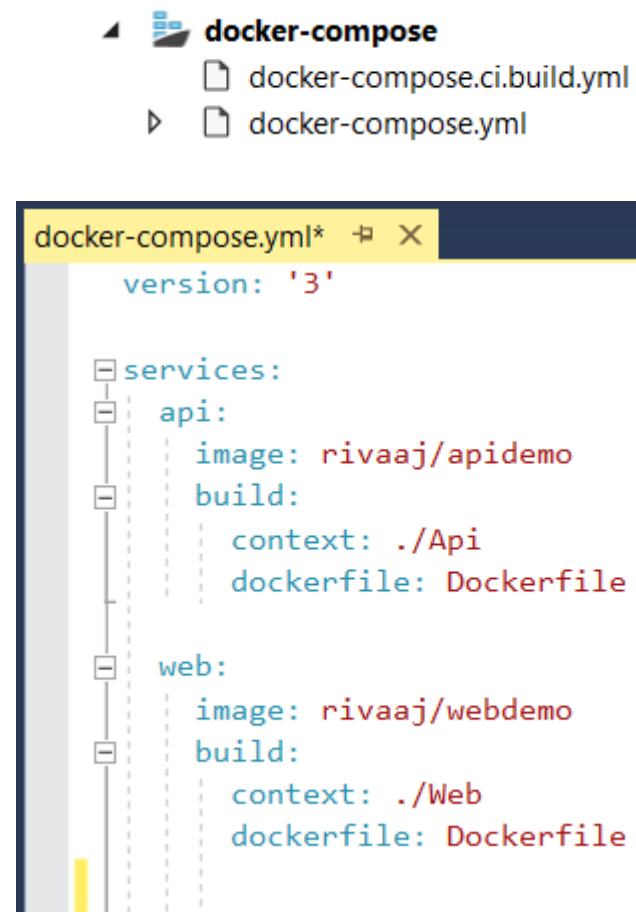 docker-compose
docker-compose.ci.build.yml
docker-compose.yml
docker-compose.yml*
version: '3'
services:
api:
image: rivaaj/apidemo
build:
context: ./Api
dockerfile: Dockerfile
web:
image: rivaaj/webdemo
build:
context: ./Web
dockerfile: Dockerfile